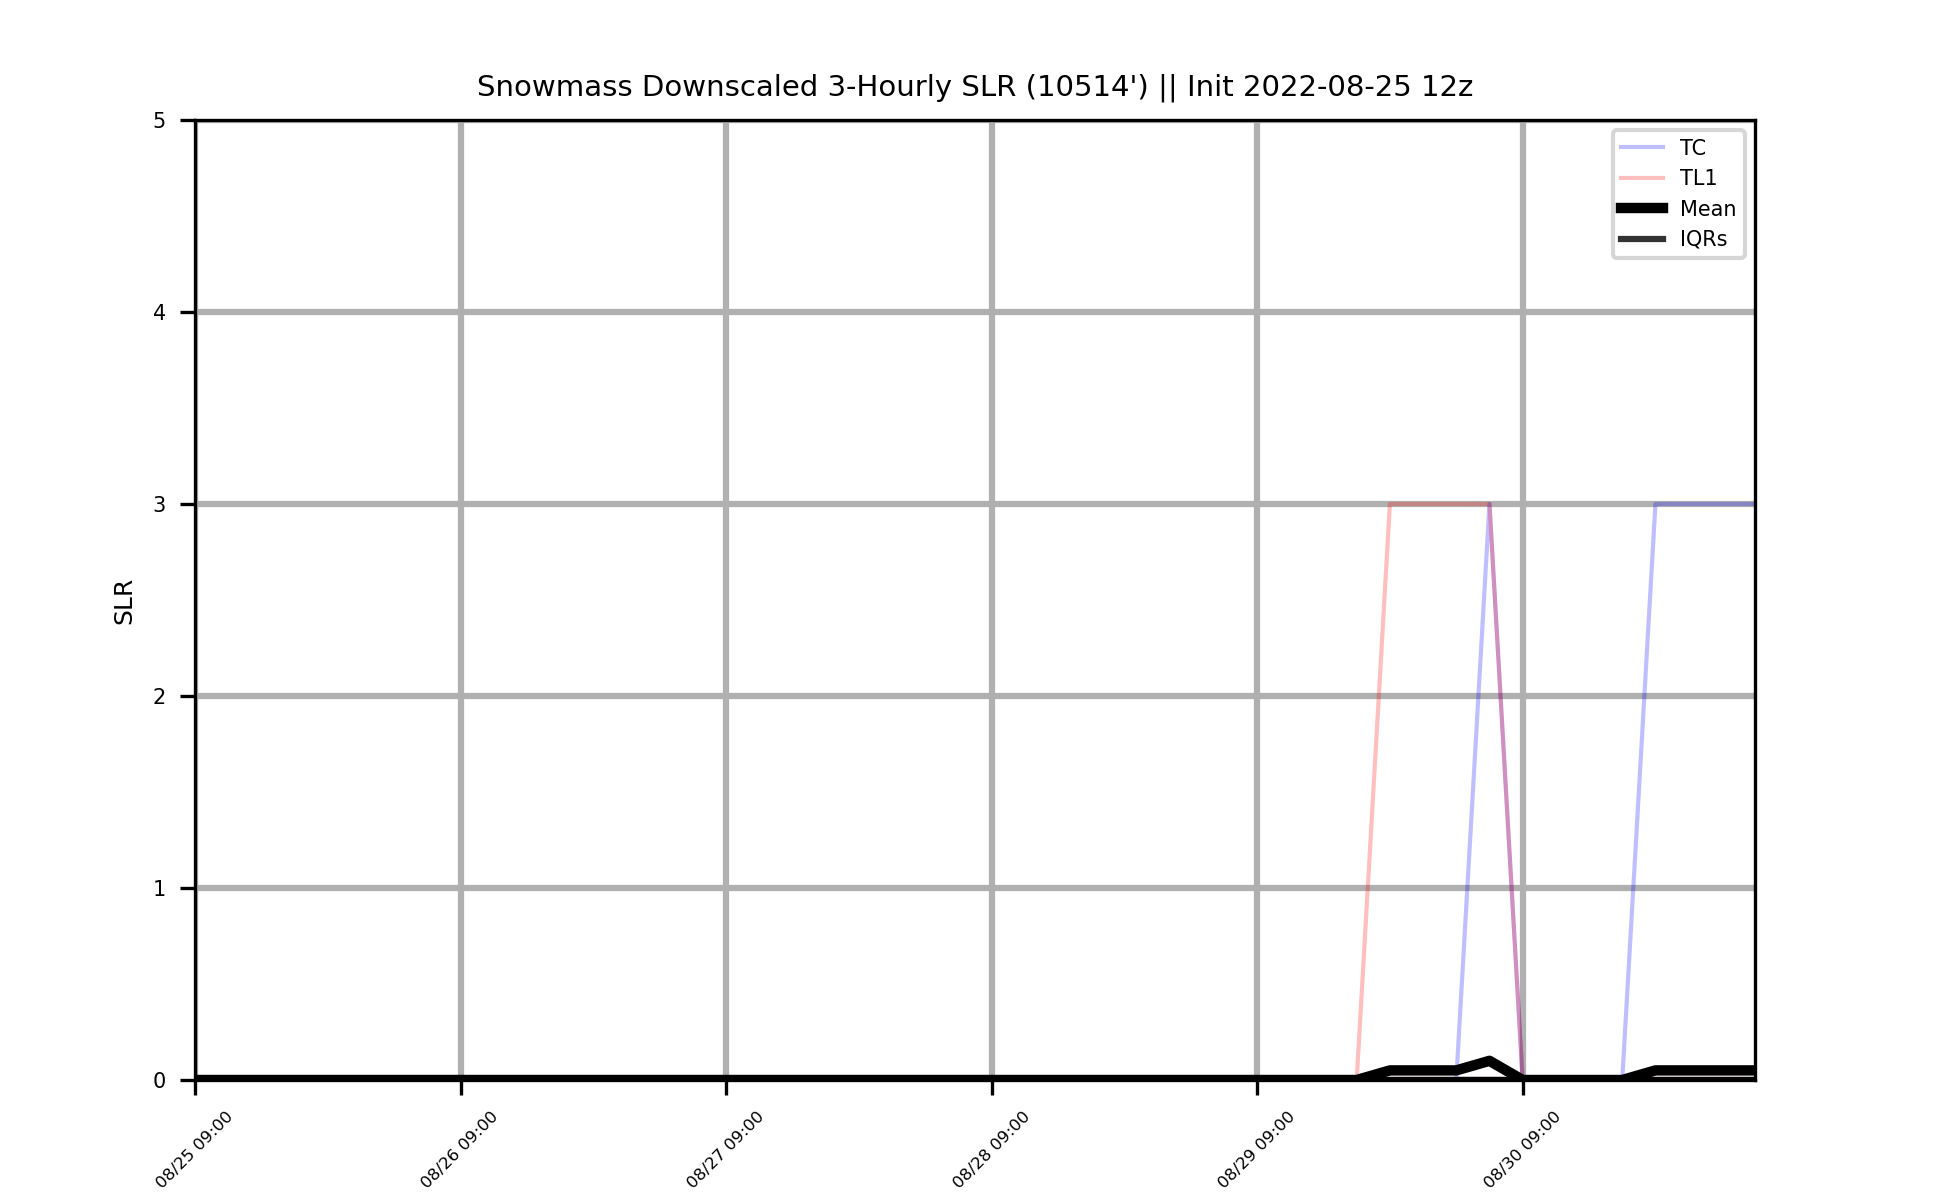 Snowmass Downscaled 3-Hourly SLR (10514') || Init 2022-08-25 12z
TC
TL1
Mean
IQRs
SLR
5
4
3
2
1
0
08/25 09:00
08/26 09:00
08/27 09:00
08/28 09:00
08/29 09:00
08/30 09:00